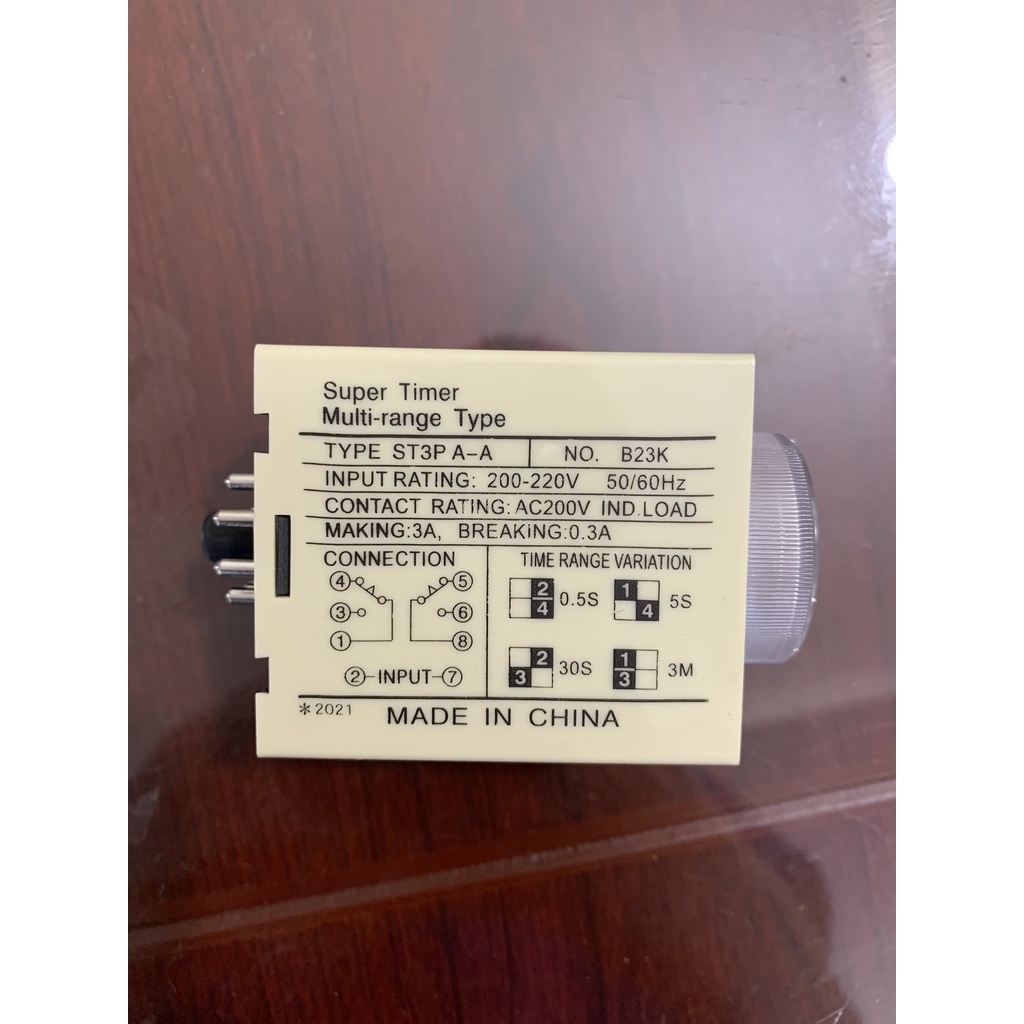 Super Timer
Multi-range Type
TYPE ST3P A-A NO. B23K
INPUT RATING: 200-220V 50/60Hz
CONTACT RATING: AC200V IND.LOAD
MAKING:3A, BREAKING:0.3A
CONNECTION TIME RANGE VARIATION
4 5 2 4 0.5S 1 4 5S
3 6
1 8
2 INPUT 7 2 3 30S 1 3 3M
*2021 MADE IN CHINA